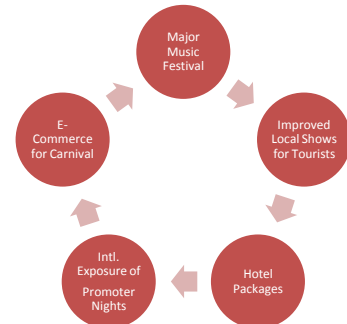 Major
Music
Festival
Improved
Local Shows
for Tourists
Hotel
Packages
Intl.
Exposure of
Promoter
Nights
E-
Commerce
for Carnival